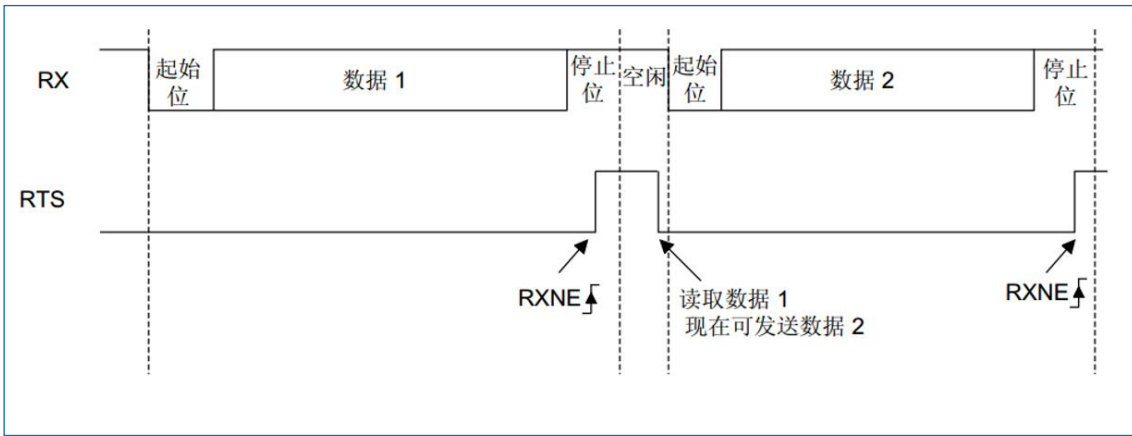 RX
起始
位
数据 1
停止
位
空闲
起始
位
数据 2
停止
位
RTS
RXNE
读取数据 1
现在可发送数据 2
RXNE